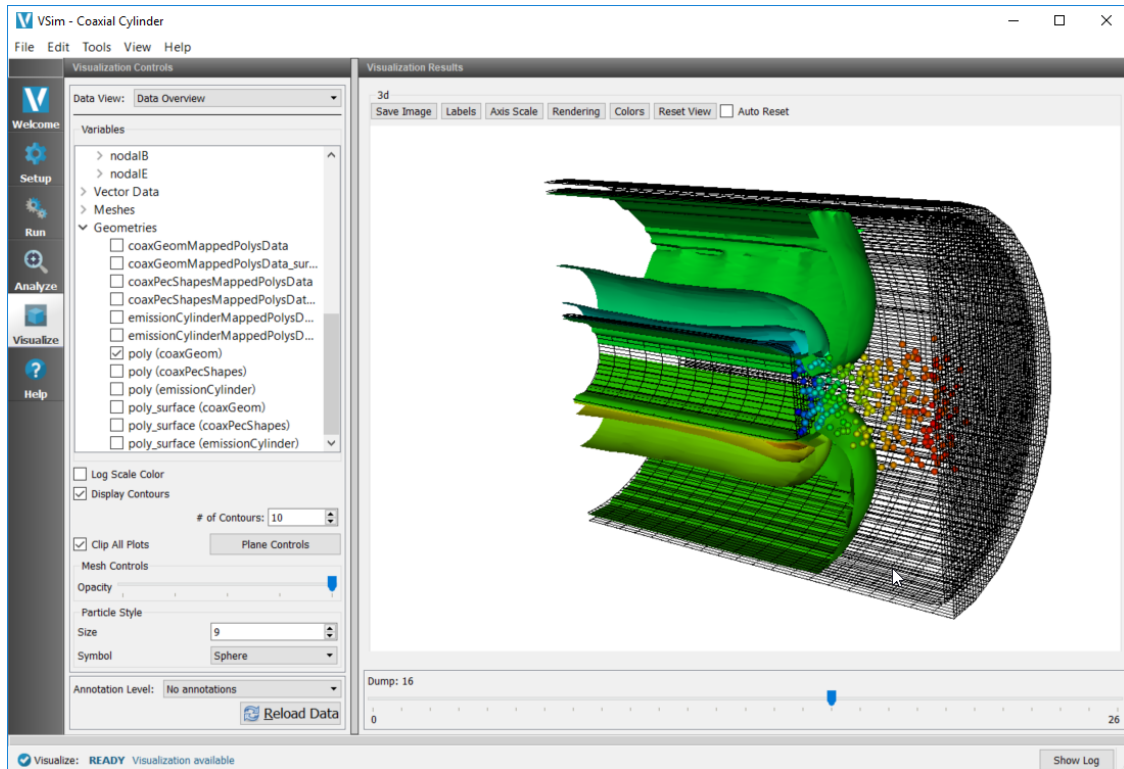 VSim - Coaxial Cylinder
File Edit Tools View Help
Visualization Controls
Visualization Results
Welcome
Setup
Run
Analyze
Visualize
Help
Data View: Data Overview
Variables
nodalB
nodalE
Vector Data
Meshes
Geometries
coaxGeomMappedPolysData
coaxGeomMappedPolysData_sur...
coaxPecShapesMappedPolysData
coaxPecShapesMappedPolysDat...
emissionCylinderMappedPolysD...
emissionCylinderMappedPolysD...
poly (coaxGeom)
poly (coaxPecShapes)
poly (emissionCylinder)
poly_surface (coaxGeom)
poly_surface (coaxPecShapes)
poly_surface (emissionCylinder)
Log Scale Color
Display Contours
# of Contours: 10
Clip All Plots Plane Controls
Mesh Controls
Opacity
Particle Style
Size 9
Symbol Sphere
Annotation Level: No annotations
Reload Data
3d
Save Image Labels Axis Scale Rendering Colors Reset View Auto Reset
Dump: 16
0 26
Visualize: READY Visualization available
Show Log